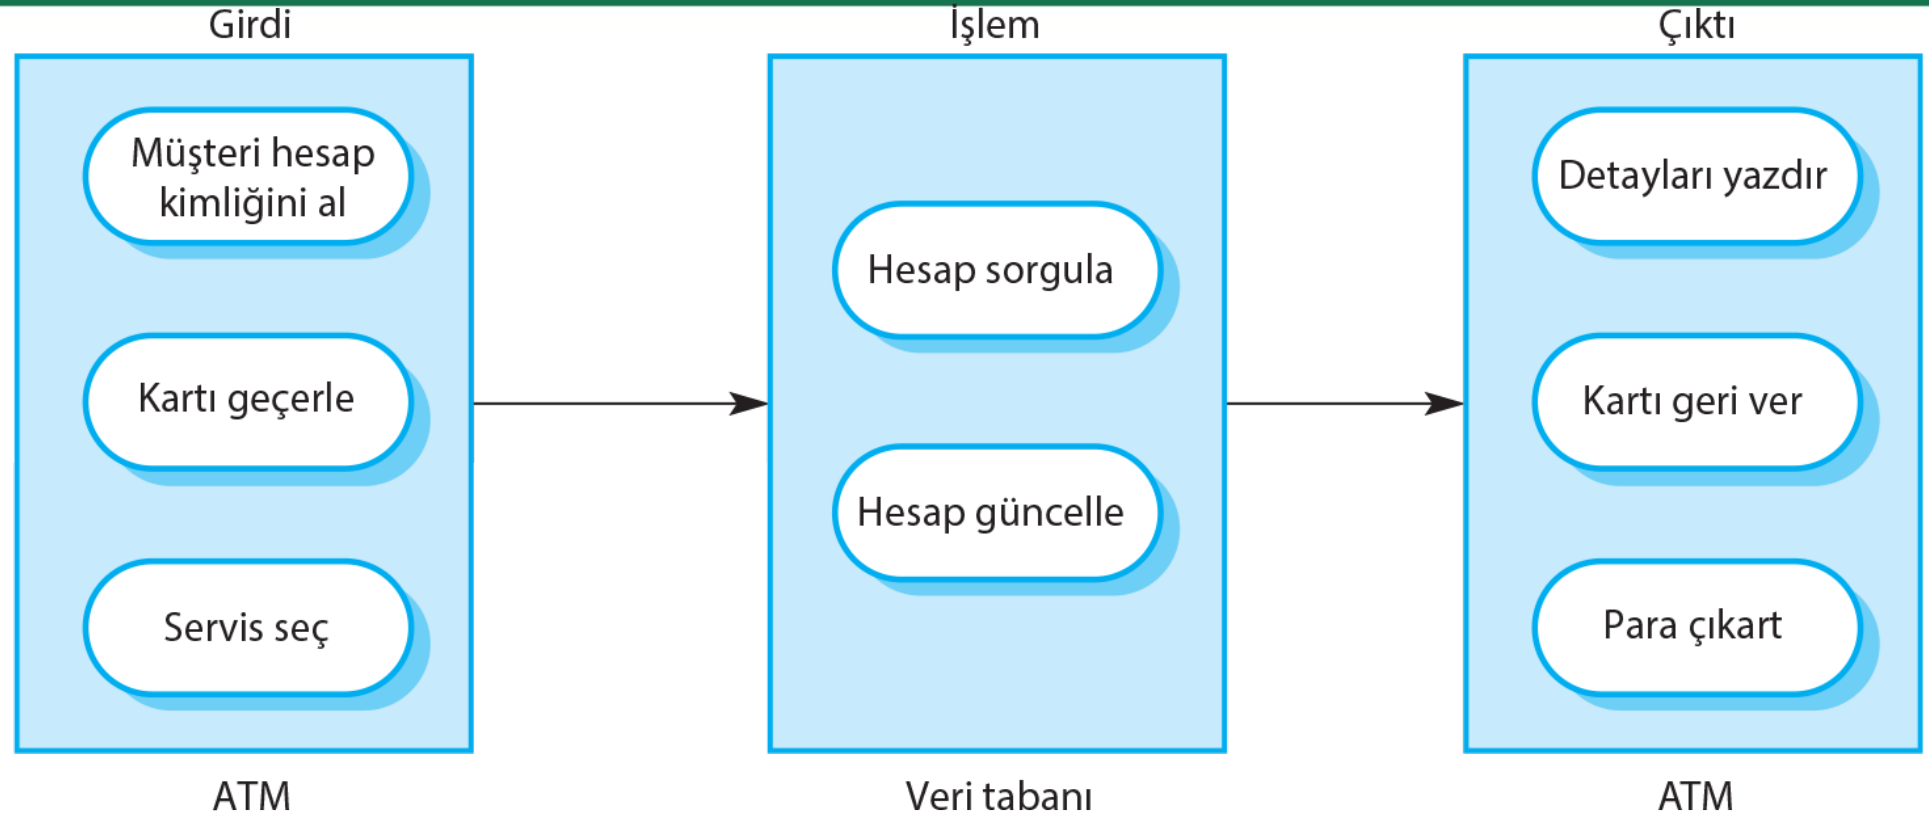 Girdi
İşlem
Çıktı
Müşteri hesap
kimliğini al
Kartı geçerle
Servis seç
Hesap sorgula
Hesap güncelle
Detayları yazdır
Kartı geri ver
Para çıkart
ATM
Veri tabanı
ATM